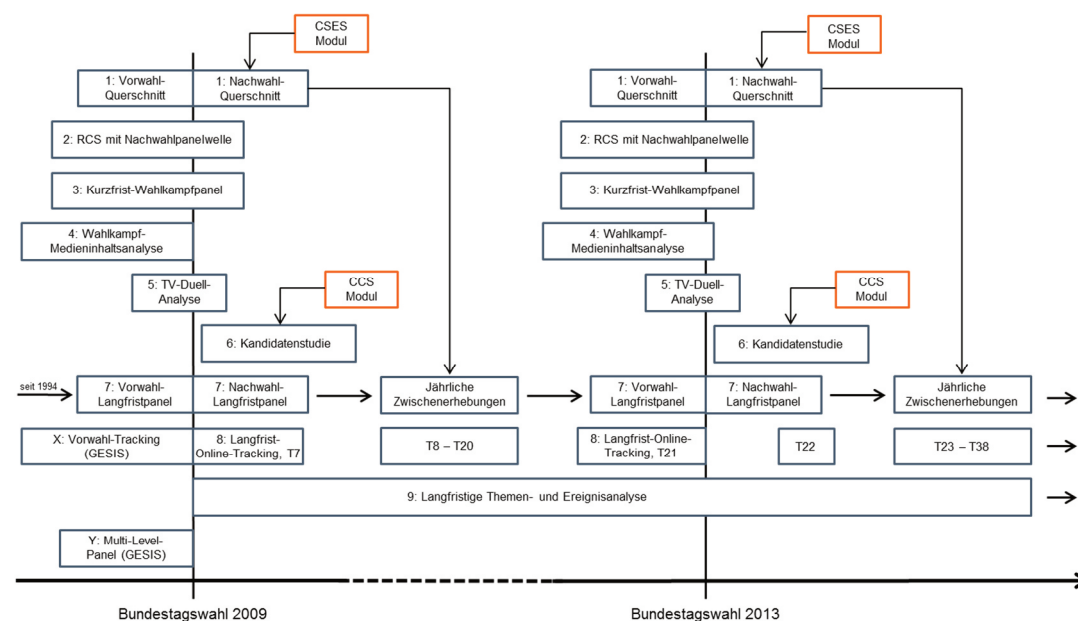 CSES
Modul
CSES
Modul
1: Vorwahl-
Querschnitt
1: Nachwahl-
Querschnitt
1: Vorwahl-
Querschnitt
1: Nachwahl-
Querschnitt
2: RCS mit Nachwahlpanelwelle
2: RCS mit Nachwahlpanelwelle
3: Kurzfrist-Wahlkampfpanel
3: Kurzfrist-Wahlkampfpanel
4: Wahlkampf-
Medieninhaltsanalyse
4: Wahlkampf-
Medieninhaltsanalyse
5: TV-Duell-
Analyse
CCS
Modul
5: TV-Duell-
Analyse
CCS
Modul
6: Kandidatenstudie
6: Kandidatenstudie
seit 1994
7: Vorwahl-
Langfristpanel
7: Nachwahl-
Langfristpanel
Jährliche
Zwischenerhebungen
7: Vorwahl-
Langfristpanel
7: Nachwahl-
Langfristpanel
Jährliche
Zwischenerhebungen
X: Vorwahl-Tracking
(GESIS)
8: Langfrist-
Online-Tracking, T7
T8 – T20
8: Langfrist-Online-
Tracking, T21
T22
T23 – T38
9: Langfristige Themen- und Ereignisanalyse
Y: Multi-Level-
Panel (GESIS)
Bundestagswahl 2009
Bundestagswahl 2013